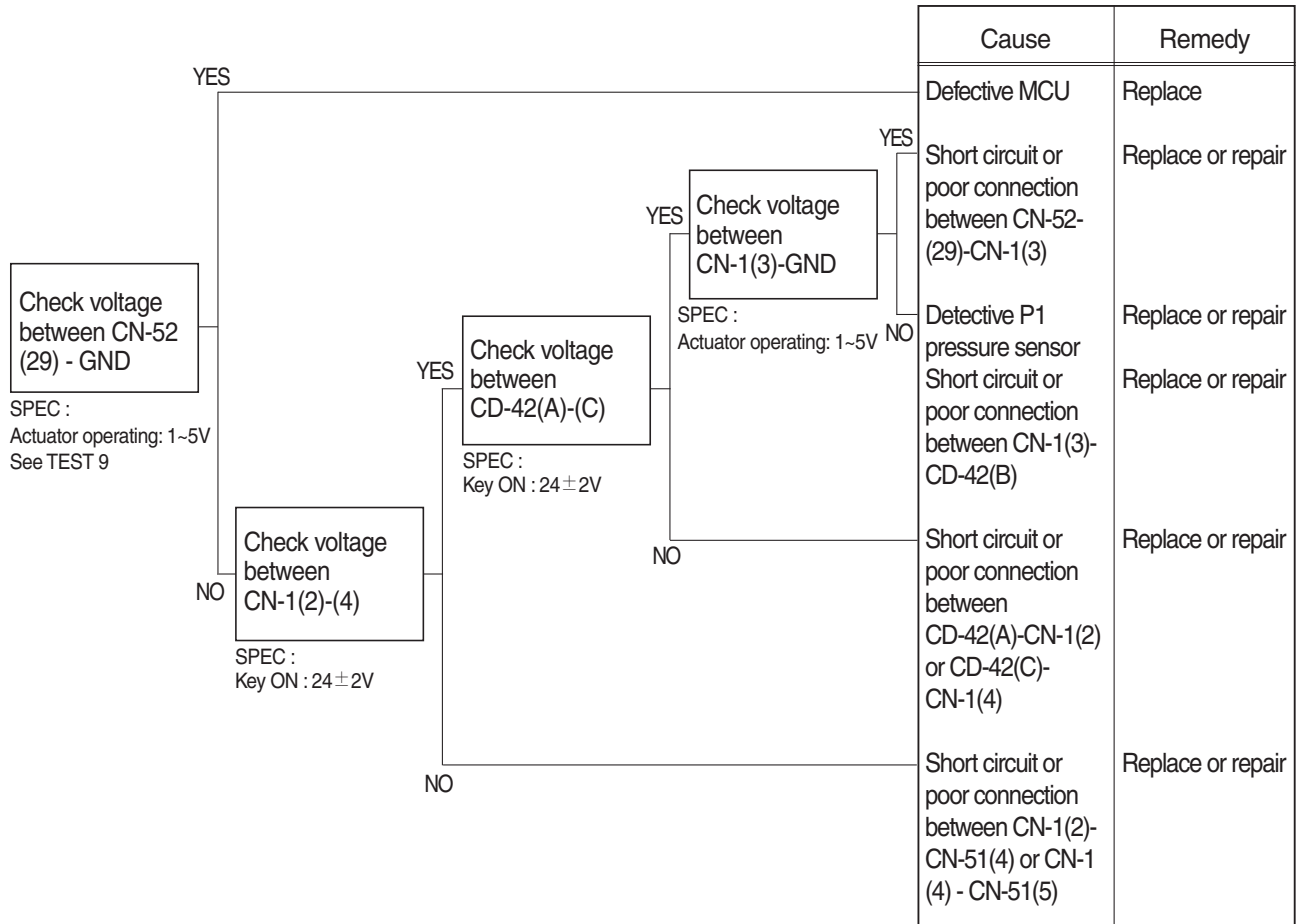 Cause
Remedy
YES
Defective MCU
Replace
YES
Short circuit or
poor connection
between CN-52-
(29)-CN-1(3)
Replace or repair
YES
Check voltage
between
CN-1(3)-GND
SPEC :
Actuator operating: 1~5V
NO
Detective P1
pressure sensor
Replace or repair
Short circuit or
poor connection
between CN-1(3)-
CD-42(B)
Replace or repair
Check voltage
between CN-52
(29) - GND
SPEC :
Actuator operating: 1~5V
See TEST 9
YES
Check voltage
between
CD-42(A)-(C)
SPEC :
Key ON : 24±2V
NO
Short circuit or
poor connection
between
CD-42(A)-CN-1(2)
or CD-42(C)-
CN-1(4)
Replace or repair
NO
Check voltage
between
CN-1(2)-(4)
SPEC :
Key ON : 24±2V
NO
Short circuit or
poor connection
between CN-1(2)-
CN-51(4) or CN-1
(4) - CN-51(5)
Replace or repair